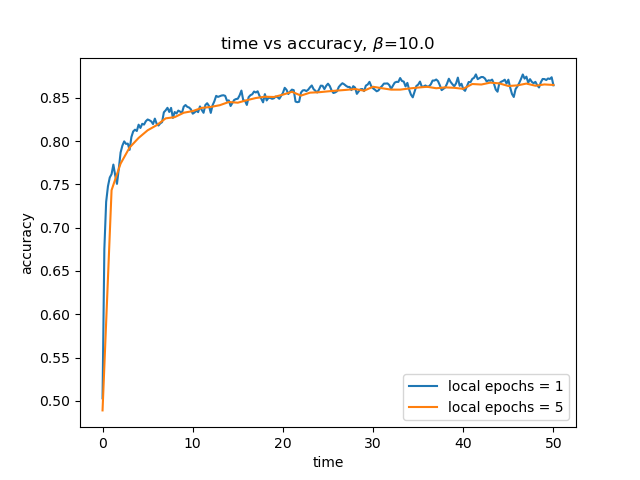 time vs accuracy, β=10.0
accuracy
0.85
0.80
0.75
0.70
0.65
0.60
0.55
0.50
local epochs = 1
local epochs = 5
0 10 20 30 40 50
time